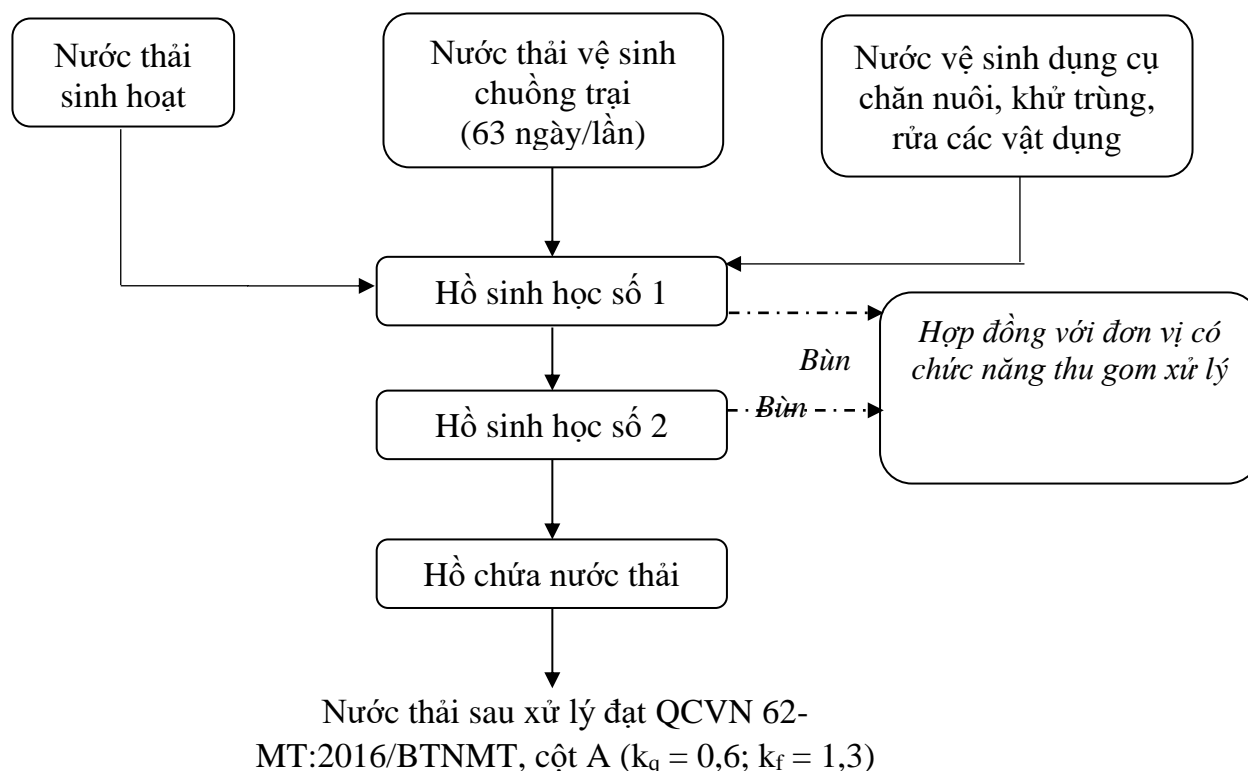 Nước thải
sinh hoạt
Nước thải vệ sinh
chuồng trại
(63 ngày/lần)
Nước vệ sinh dụng cụ
chăn nuôi, khử trùng,
rửa các vật dụng
Hồ sinh học số 1
Hợp đồng với đơn vị có
chức năng thu gom xử lý
Bùn
Bùn
Hồ sinh học số 2
Hồ chứa nước thải
Nước thải sau xử lý đạt QCVN 62-
MT:2016/BTNMT, cột A (kq = 0,6; kf = 1,3)